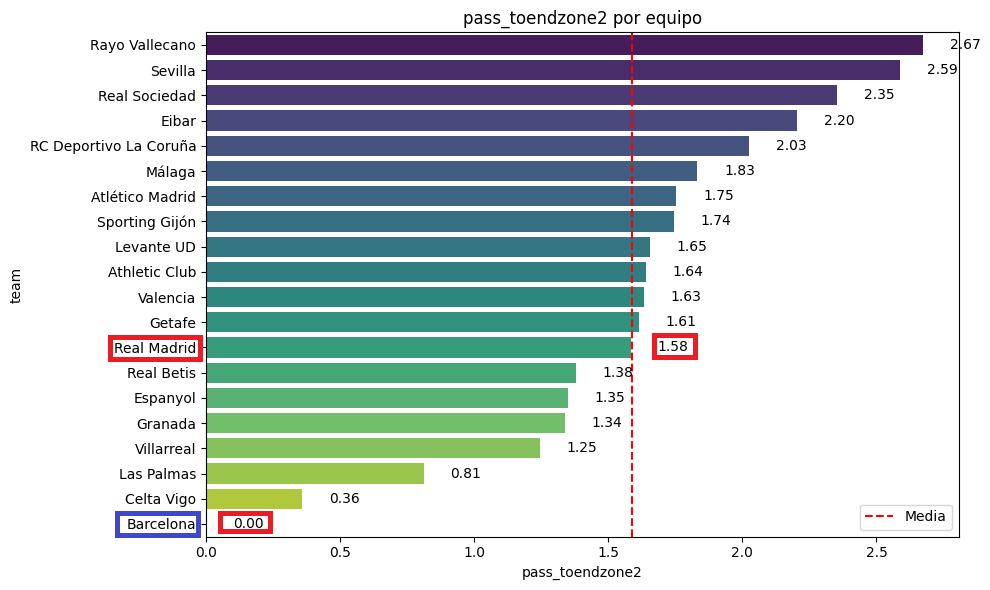 pass_toendzone2 por equipo
Rayo Vallecano 2.67
Sevilla 2.59
Real Sociedad 2.35
Eibar 2.20
RC Deportivo La Coruña 2.03
Málaga 1.83
Atlético Madrid 1.75
Sporting Gijón 1.74
Levante UD 1.65
Athletic Club 1.64
Valencia 1.63
Getafe 1.61
Real Madrid 1.58
Real Betis 1.38
Espanyol 1.35
Granada 1.34
Villarreal 1.25
Las Palmas 0.81
Celta Vigo 0.36
Barcelona 0.00
team
Media
0.0 0.5 1.0 1.5 2.0 2.5
pass_toendzone2